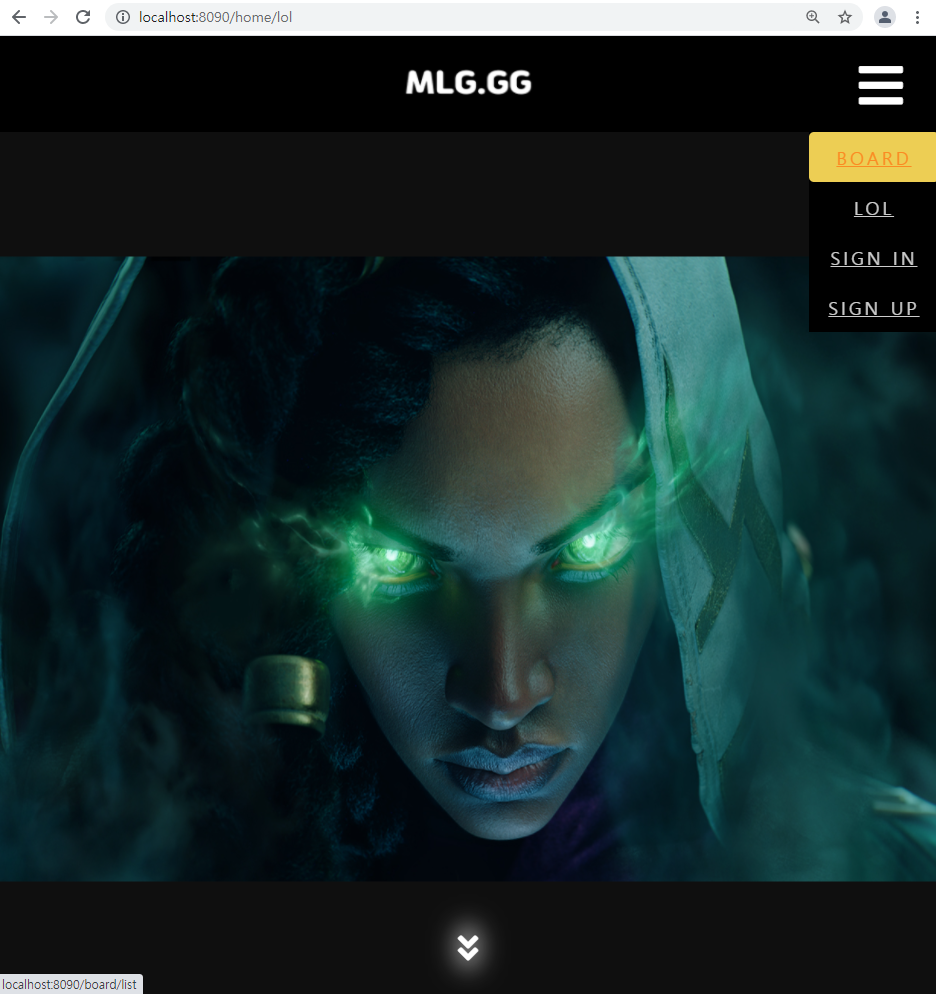 localhost:8090/home/lol
MLG.GG
BOARD
LOL
SIGN IN
SIGN UP
localhost:8090/board/list